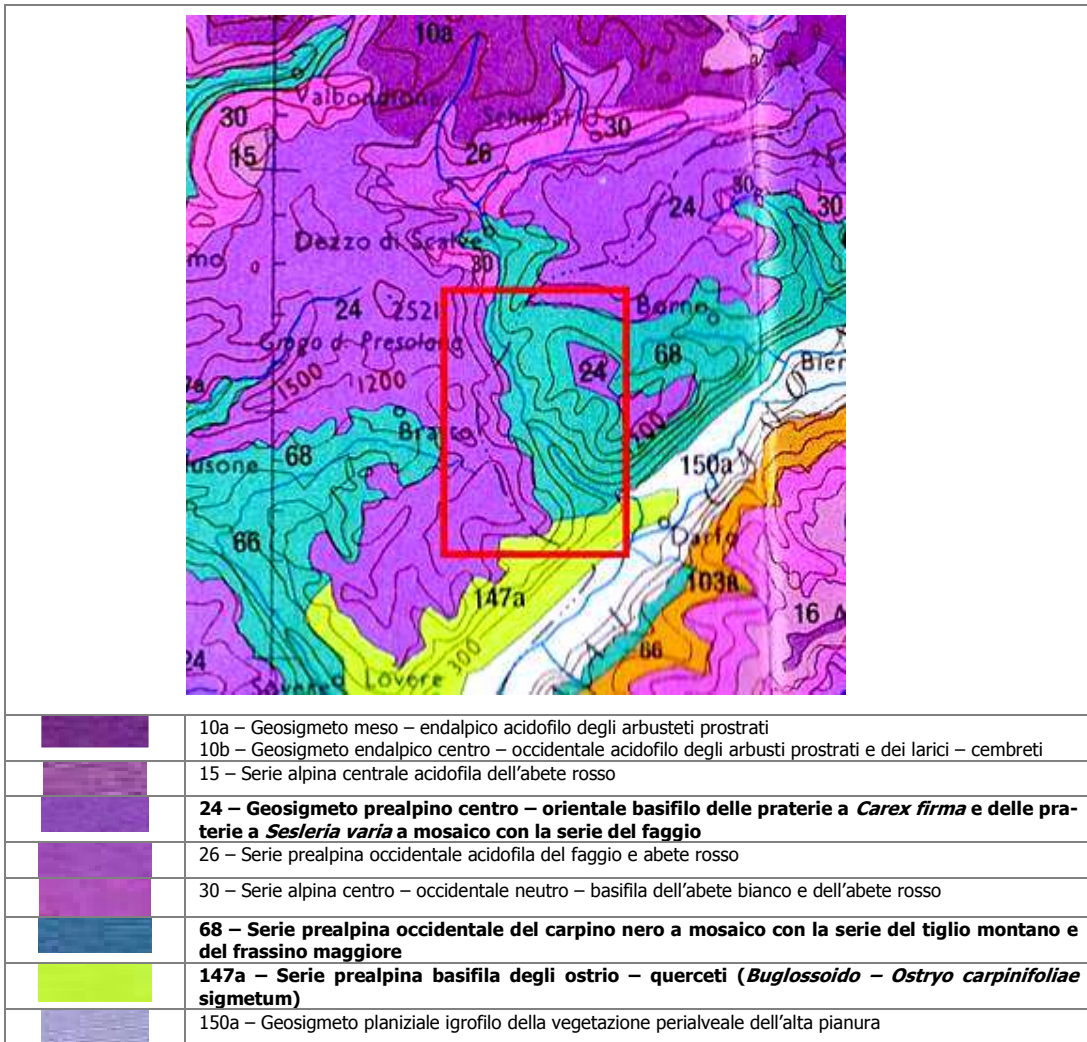 10a
Valbondione
Schilpario
30
30
26
15
24
30
30
Dezzo di Scalve
30
24
2521
Borno
68
24
1500
1200
68
150a
66
Darfo
103a
147a
16
300
66
24
Lovere
10a – Geosigmeto meso – endalpico acidofilo degli arbusteti prostrati
10b – Geosigmeto endalpico centro – occidentale acidofilo degli arbusti prostrati e dei larici – cembreti
15 – Serie alpina centrale acidofila dell’abete rosso
24 – Geosigmeto prealpino centro – orientale basifilo delle praterie a Carex firma e delle pra-
terie a Sesleria varia a mosaico con la serie del faggio
26 – Serie prealpina occidentale acidofila del faggio e abete rosso
30 – Serie alpina centro – occidentale neutro – basifila dell’abete bianco e dell’abete rosso
68 – Serie prealpina occidentale del carpino nero a mosaico con la serie del tiglio montano e
del frassino maggiore
147a – Serie prealpina basifila degli ostrio – querceti (Buglossoido – Ostryo carpinifoliae
sigmetum)
150a – Geosigmeto planiziale igrofilo della vegetazione perialveale dell’alta pianura